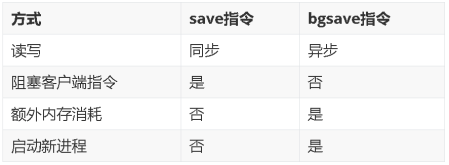 方式 save指令 bgsave指令
读写 同步 异步
阻塞客户端指令 是 否
额外内存消耗 否 是
启动新进程 否 是